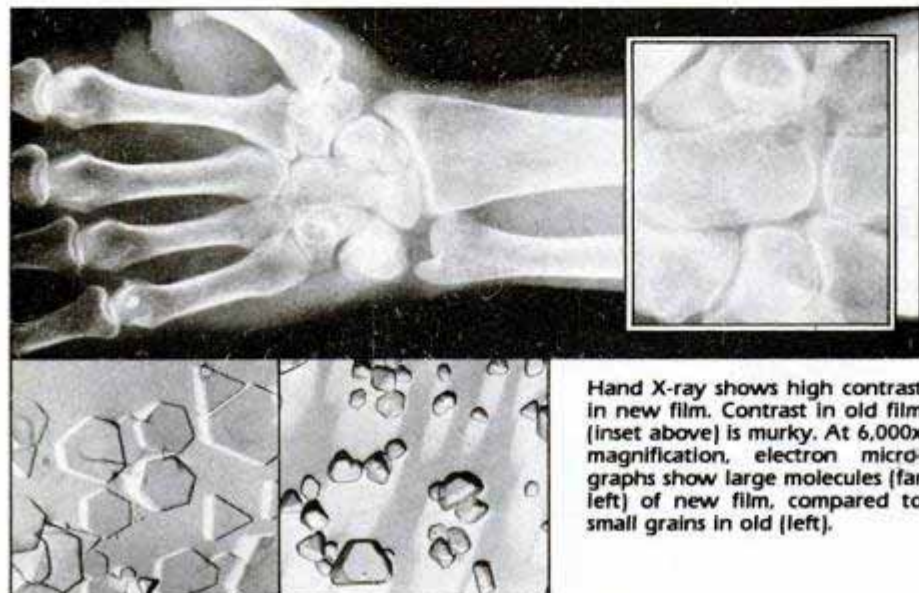 Hand X-ray shows high contrast
in new film. Contrast in old film
(inset above) is murky. At 6,000x
magnification, electron micro-
graphs show large molecules (far
left) of new film, compared to
small grains in old (left).